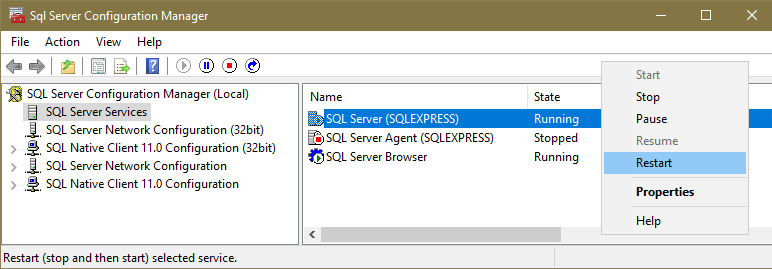 Sql Server Configuration Manager
File Action View Help
SQL Server Configuration Manager (Local)
SQL Server Services
SQL Server Network Configuration (32bit)
SQL Native Client 11.0 Configuration (32bit)
SQL Server Network Configuration
SQL Native Client 11.0 Configuration
Name State
SQL Server (SQLEXPRESS) Running
SQL Server Agent (SQLEXPRESS) Stopped
SQL Server Browser Running
Start
Stop
Pause
Resume
Restart
Properties
Help
Restart (stop and then start) selected service.